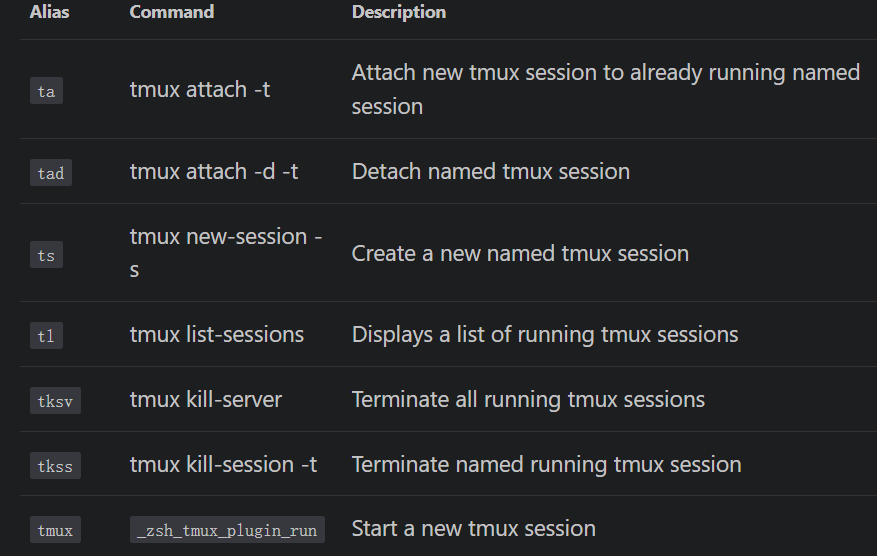 Alias Command Description
ta tmux attach -t Attach new tmux session to already running named
session
tad tmux attach -d -t Detach named tmux session
ts tmux new-session -
s Create a new named tmux session
tl tmux list-sessions Displays a list of running tmux sessions
tksv tmux kill-server Terminate all running tmux sessions
tkss tmux kill-session -t Terminate named running tmux session
tmux _zsh_tmux_plugin_run Start a new tmux session